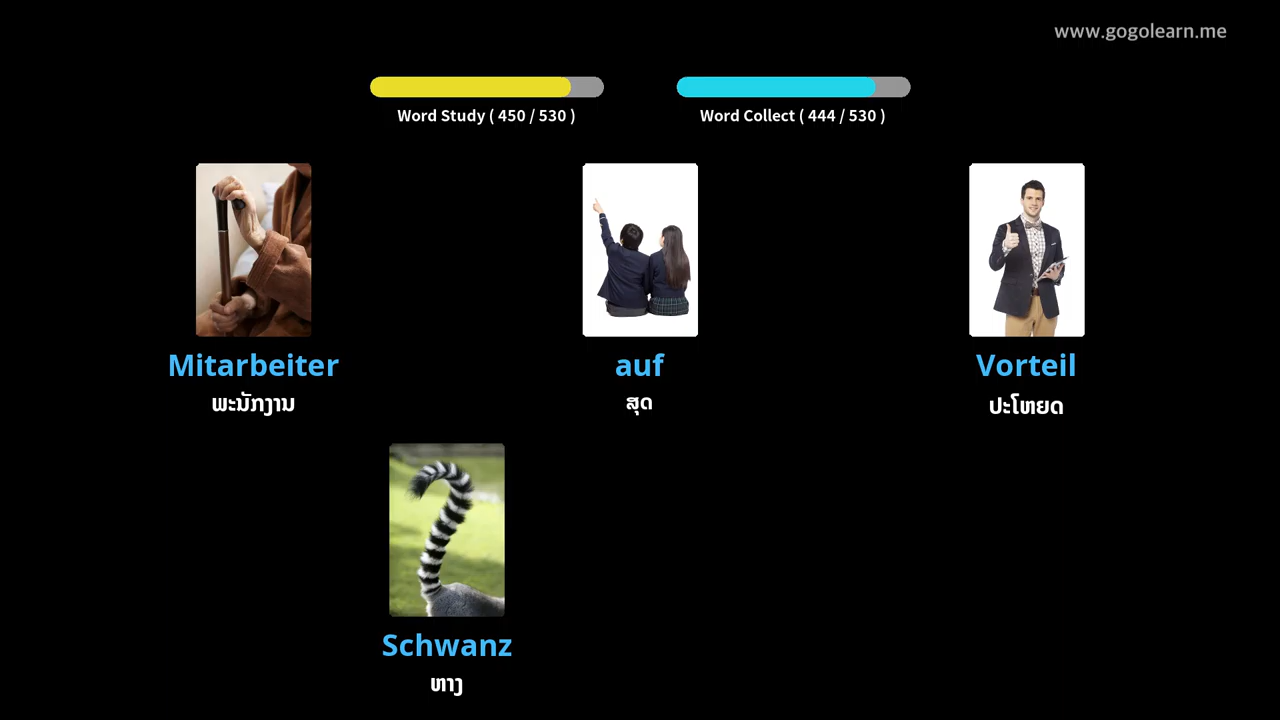 www.gogolearn.me
Word Study ( 450 / 530 )
Word Collect ( 444 / 530 )
Mitarbeiter
ພະນັກງານ
auf
ສຸດ
Vorteil
ປະໂຫຍດ
Schwanz
ຫາງ